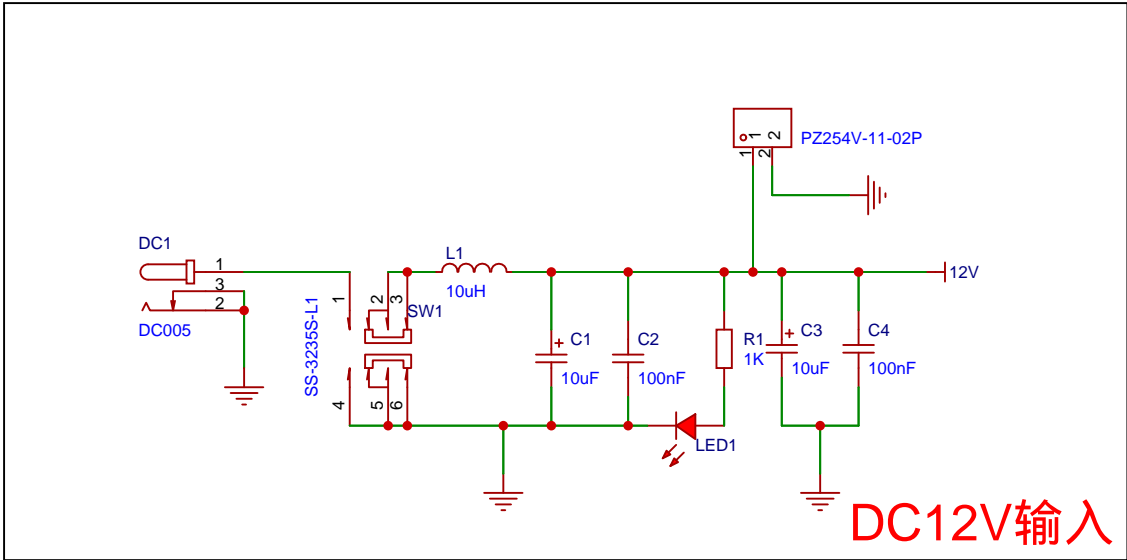 1 2
1
2
PZ254V-11-02P
DC1
1
3
2
DC005
SS-3235S-L1
1
2
3
SW1
4
5
6
L1
10uH
12V
C1
10uF
C2
100nF
R1
1K
LED1
C3
10uF
C4
100nF
DC12V输入